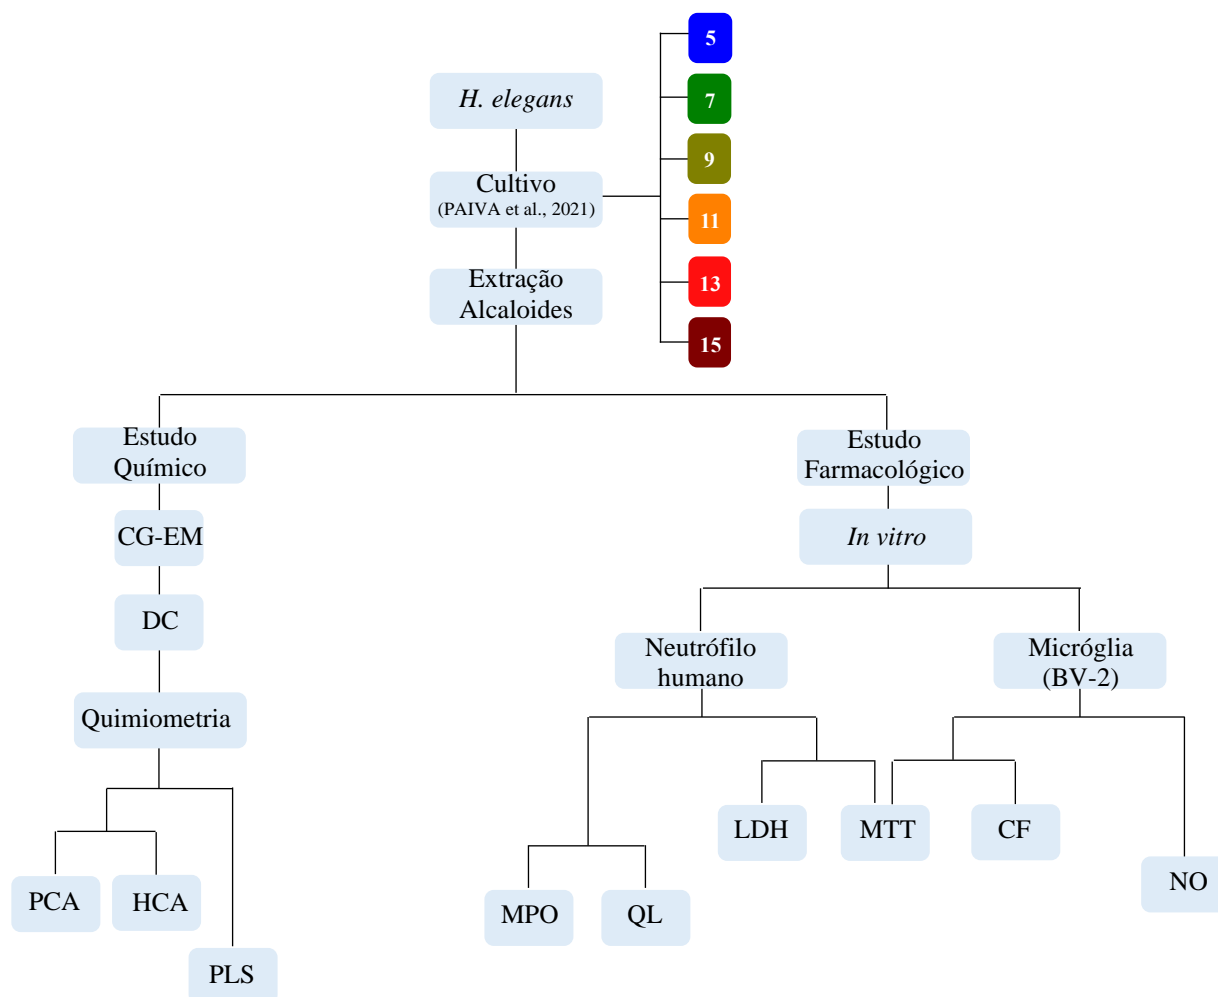 5
H. elegans
7
9
Cultivo
(PAIVA et al., 2021)
11
Extração
Alcaloides
13
15
Estudo
Químico
Estudo
Farmacológico
CG-EM
In vitro
DC
Neutrófilo
humano
Micróglia
(BV-2)
Quimiometria
LDH
MTT
CF
PCA
HCA
MPO
QL
NO
PLS